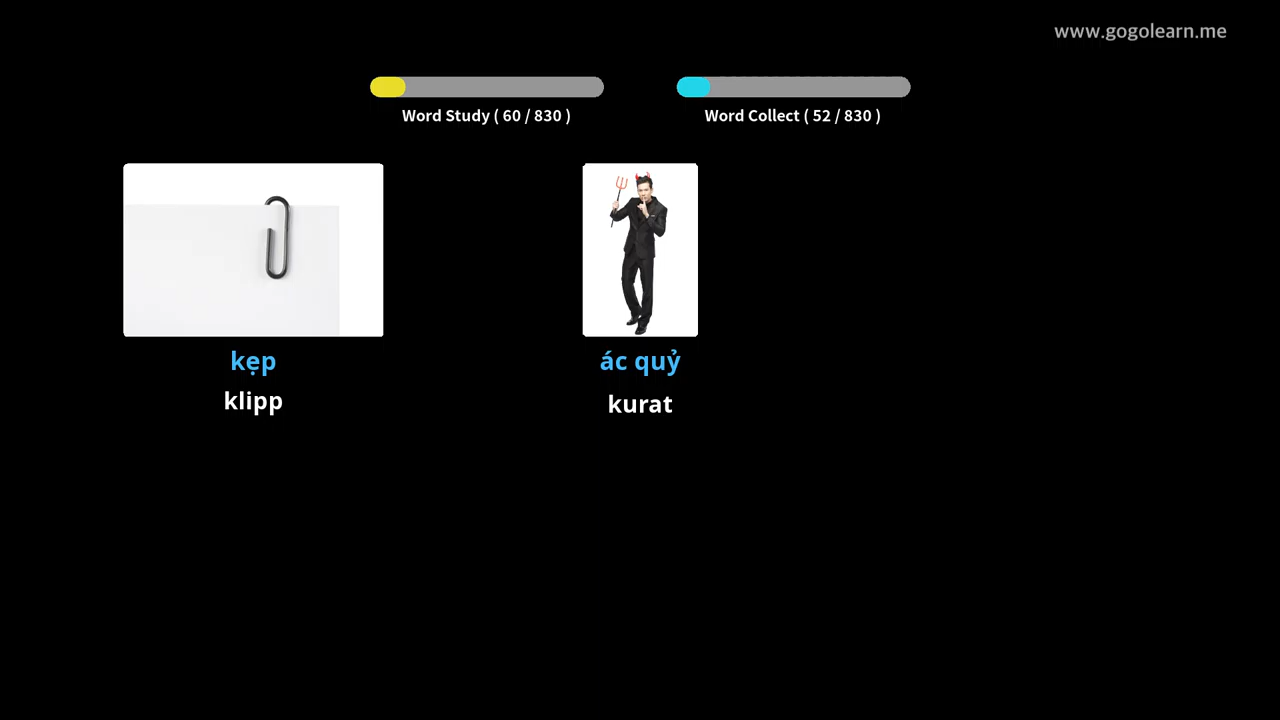 www.gogolearn.me
Word Study ( 60 / 830 )
Word Collect ( 52 / 830 )
kẹp
klipp
ác quỷ
kurat